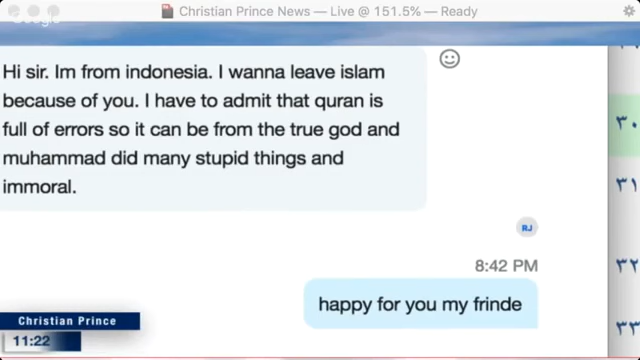 Christian Prince News — Live @ 151.5% — Ready
Google
Hi sir. Im from indonesia. I wanna leave islam
because of you. I have to admit that quran is
full of errors so it can be from the true god and
muhammad did many stupid things and
immoral.
RJ
8:42 PM
happy for you my frinde
٣٠
٣١
٣٢
٣٣
Christian Prince
11:22